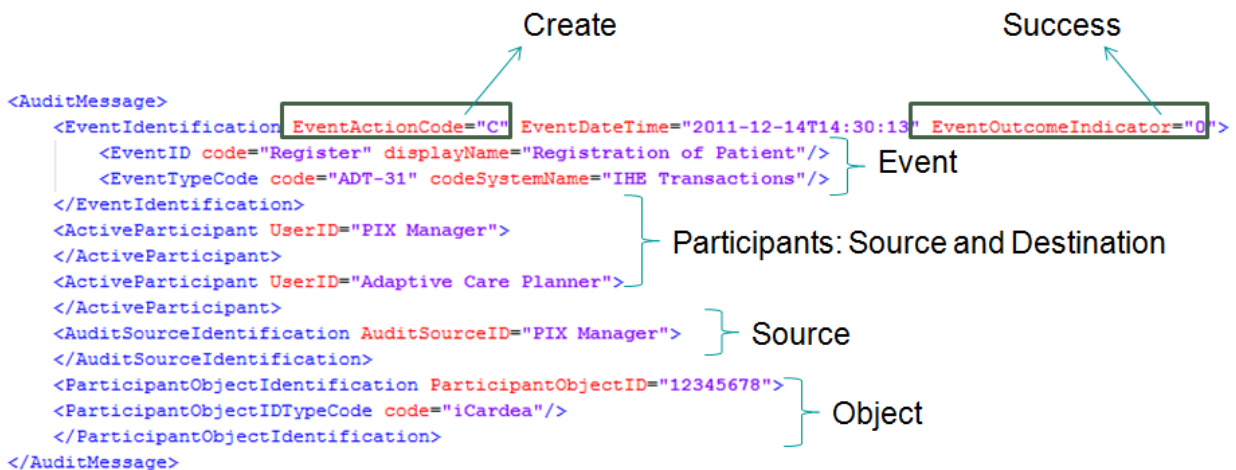 Create Success
<AuditMessage>
<EventIdentification EventActionCode="C" EventDateTime="2011-12-14T14:30:13" EventOutcomeIndicator="0">
<EventID code="Register" displayName="Registration of Patient"/>
<EventTypeCode code="ADT-31" codeSystemName="IHE Transactions"/>
Event
</EventIdentification>
<ActiveParticipant UserID="PIX Manager">
</ActiveParticipant>
<ActiveParticipant UserID="Adaptive Care Planner">
Participants: Source and Destination
</ActiveParticipant>
<AuditSourceIdentification AuditSourceID="PIX Manager">
</AuditSourceIdentification>
Source
<ParticipantObjectIdentification ParticipantObjectID="12345678">
<ParticipantObjectIDTypeCode code="iCardea"/>
</ParticipantObjectIdentification>
Object
</AuditMessage>